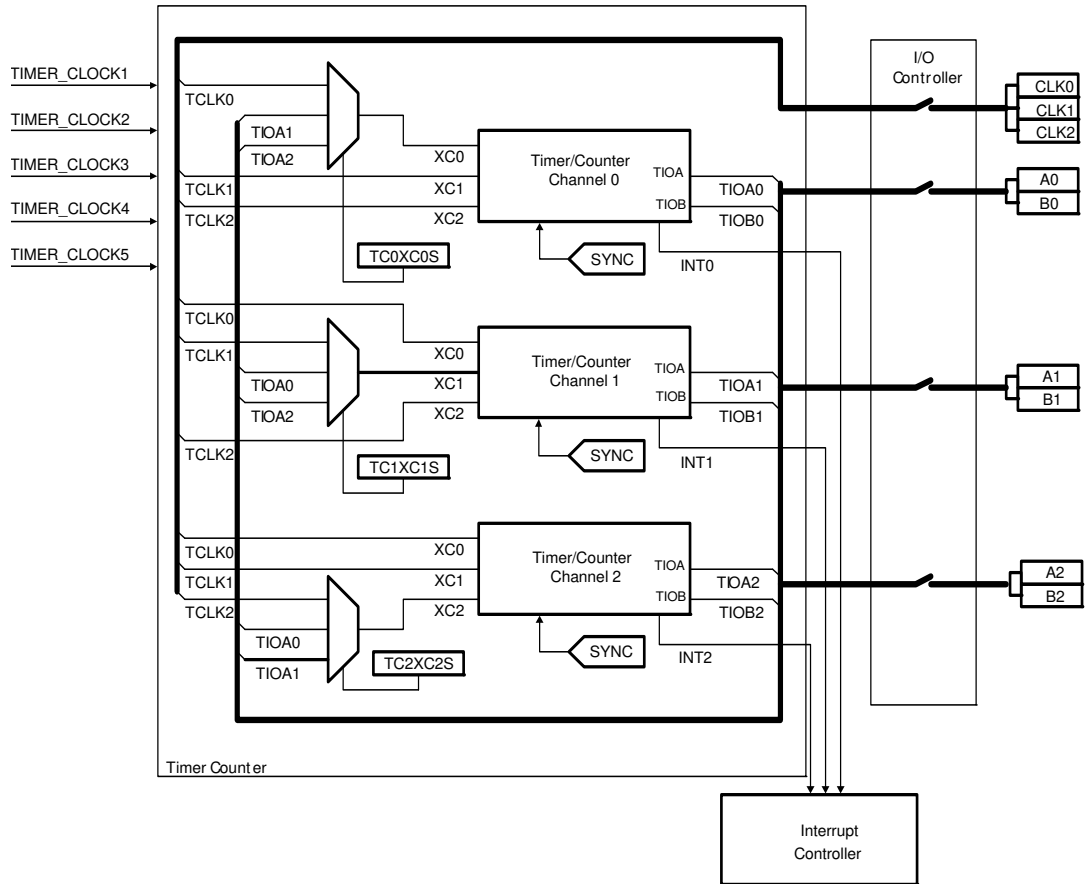 TIMER_CLOCK1
TIMER_CLOCK2
TIMER_CLOCK3
TIMER_CLOCK4
TIMER_CLOCK5
TCLK0
TIOA1
TIOA2
TCLK1
TCLK2
XC0
XC1
XC2
Timer/Counter
Channel 0
TIOA
TIOB
TIOA0
TIOB0
TC0XC0S
SYNC
INT0
TCLK0
TCLK1
TIOA0
TIOA2
TCLK2
XC0
XC1
XC2
Timer/Counter
Channel 1
TIOA
TIOB
TIOA1
TIOB1
TC1XC1S
SYNC
INT1
TCLK0
TCLK1
TCLK2
TIOA0
TIOA1
XC0
XC1
XC2
Timer/Counter
Channel 2
TIOA
TIOB
TIOA2
TIOB2
TC2XC2S
SYNC
INT2
Timer Counter
I/O
Controller
CLK0
CLK1
CLK2
A0
B0
A1
B1
A2
B2
Interrupt
Controller